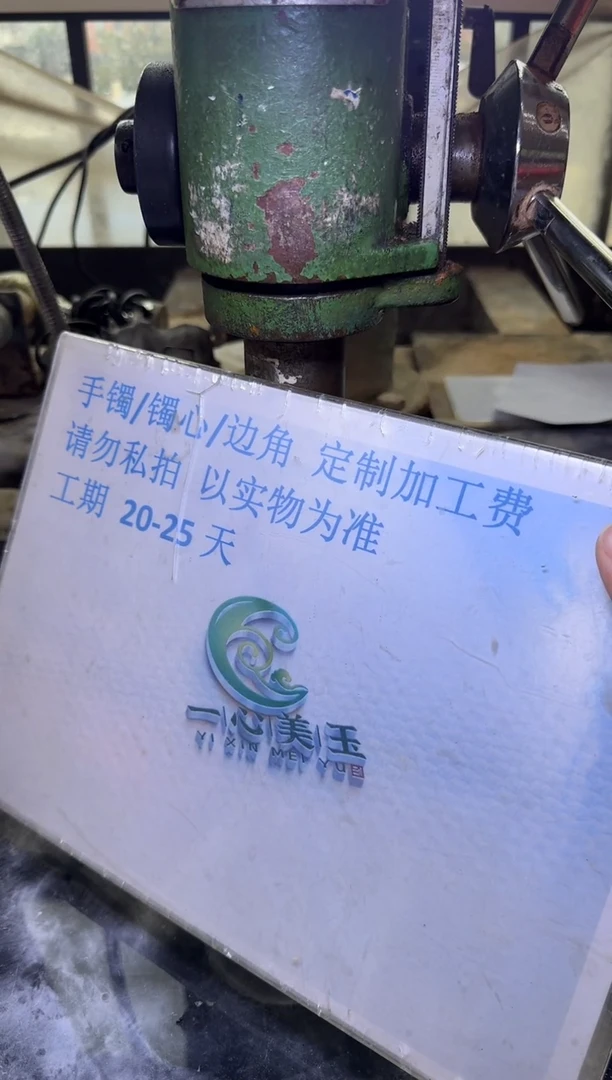 手镯/镯心/边角 定制加工费
请勿私拍 以实物为准
工期 20-25 天
一心美玉
YI XIN MEI YU